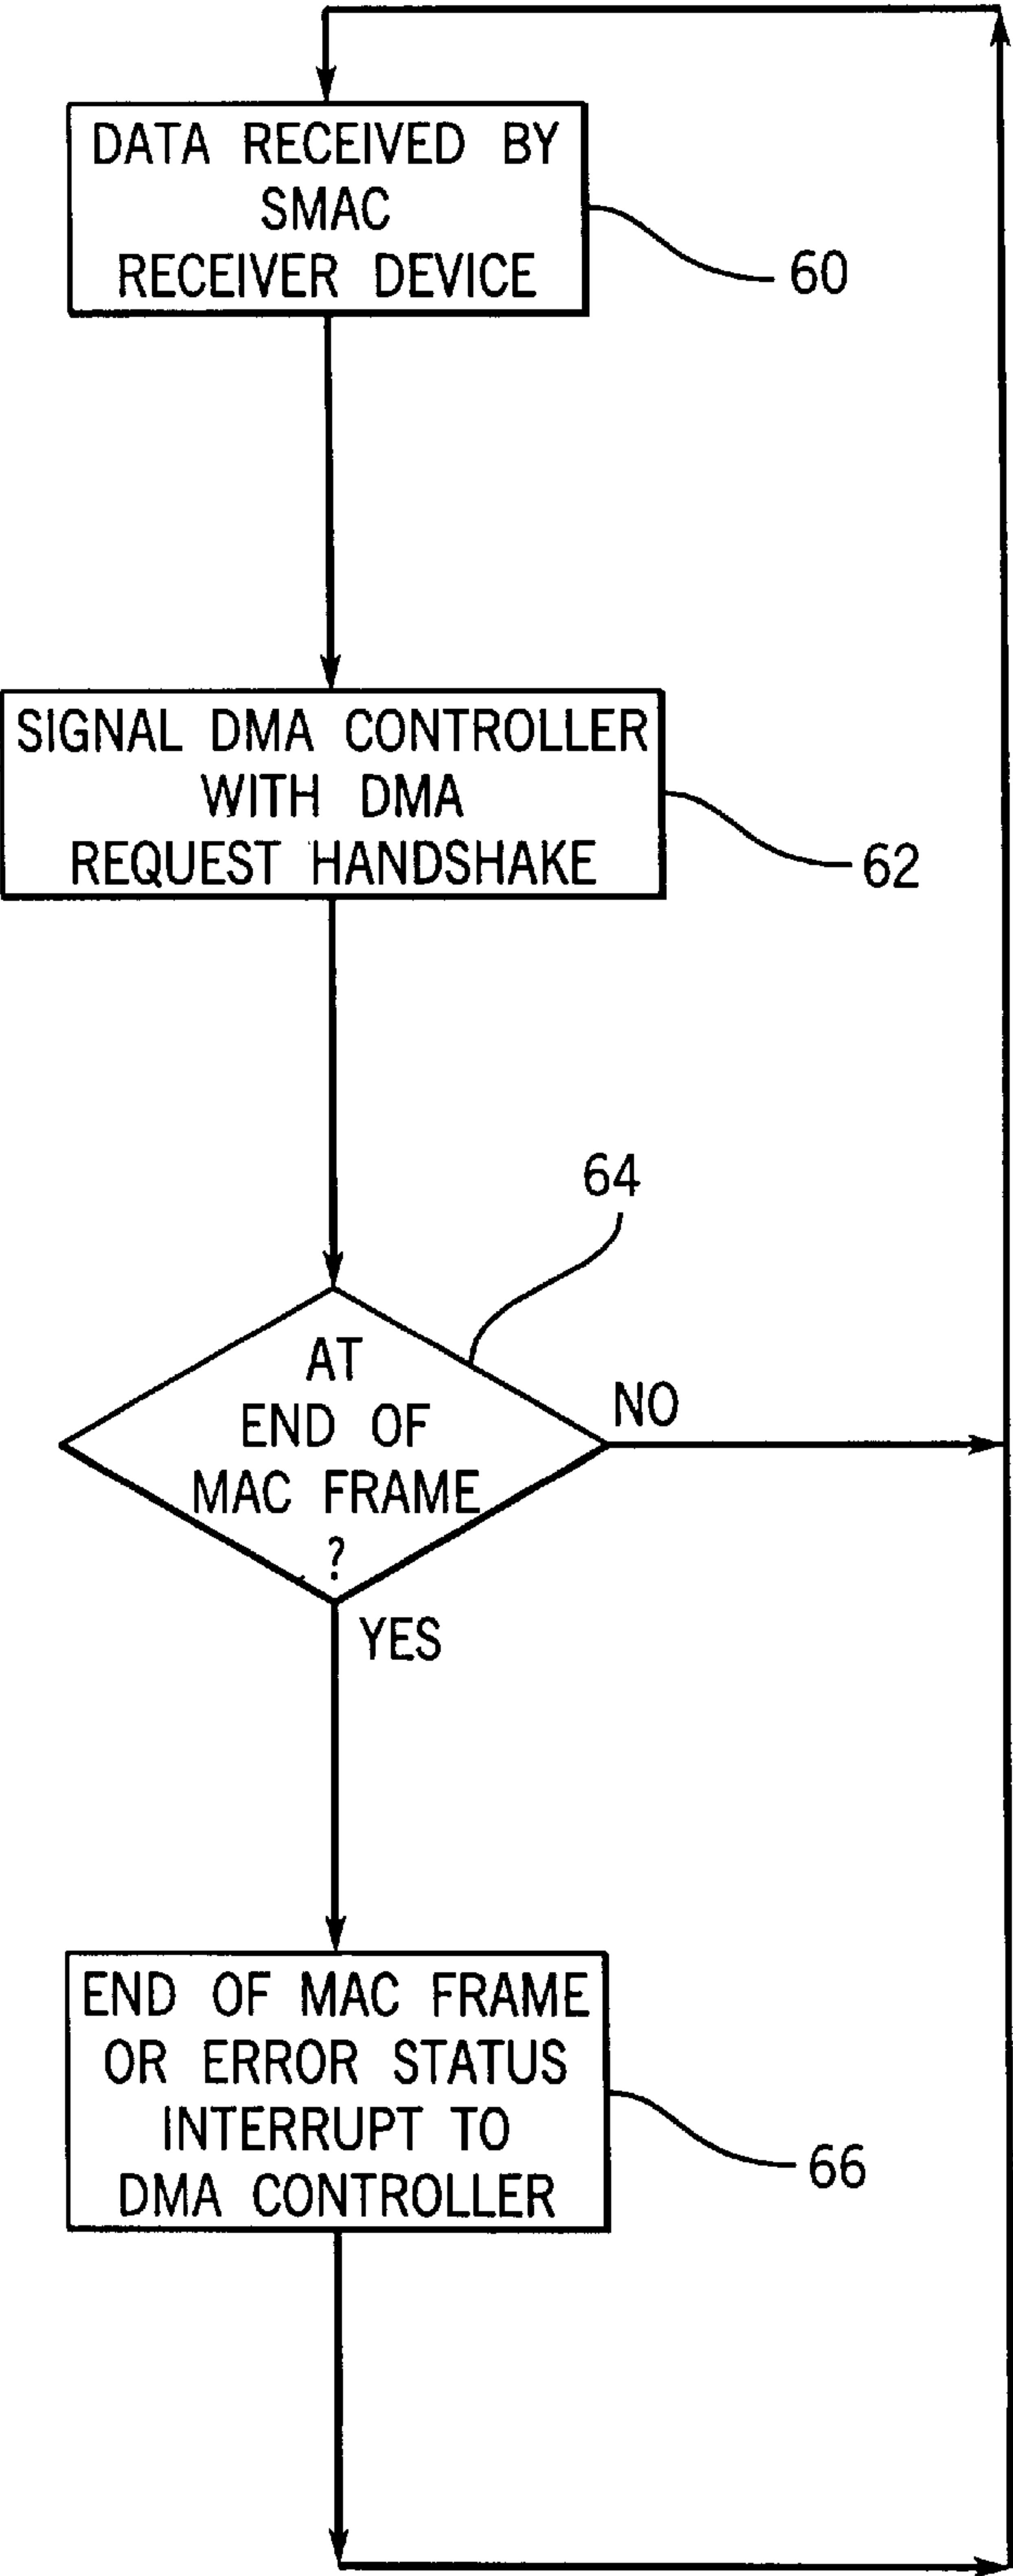 DATA RECEIVED BY
SMAC
RECEIVER DEVICE
60
SIGNAL DMA CONTROLLER
WITH DMA
REQUEST HANDSHAKE
62
64
AT
END OF
MAC FRAME
?
NO
YES
END OF MAC FRAME
OR ERROR STATUS
INTERRUPT TO
DMA CONTROLLER
66